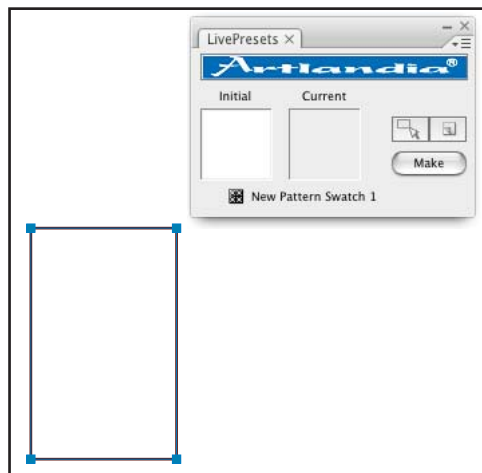 LivePresets ×
Artlandia®
Initial Current
Make
New Pattern Swatch 1